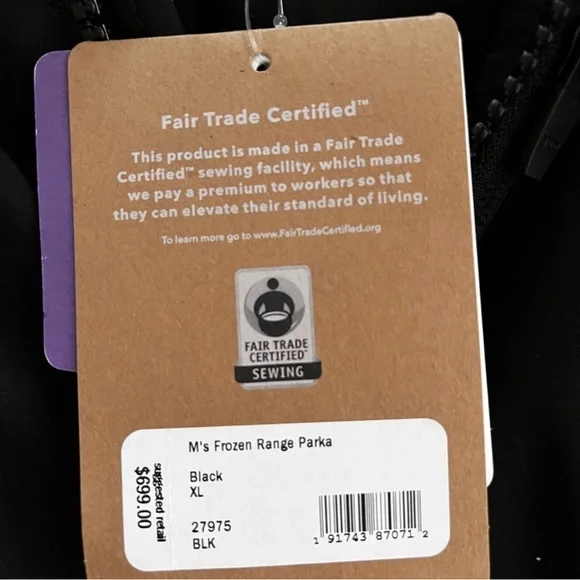 Fair Trade Certified™
This product is made in a Fair Trade
Certified™ sewing facility, which means
we pay a premium to workers so that
they can elevate their standard of living.
To learn more go to www.FairTradeCertified.org
FAIR TRADE
CERTIFIED™
SEWING
M's Frozen Range Parka
Black
XL
27975
BLK
suggested retail
$699.00
1 91743 87071 2